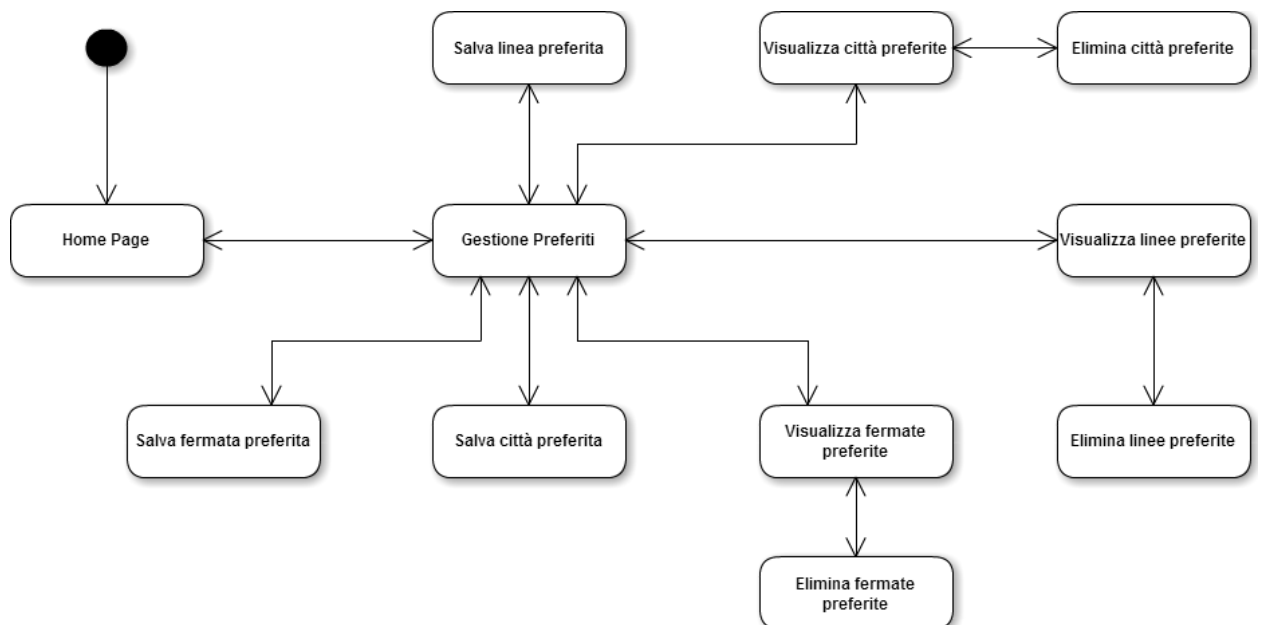 Salva linea preferita
Visualizza città preferite
Elimina città preferite
Home Page
Gestione Preferiti
Visualizza linee preferite
Salva fermata preferita
Salva città preferita
Visualizza fermate
preferite
Elimina linee preferite
Elimina fermate
preferite